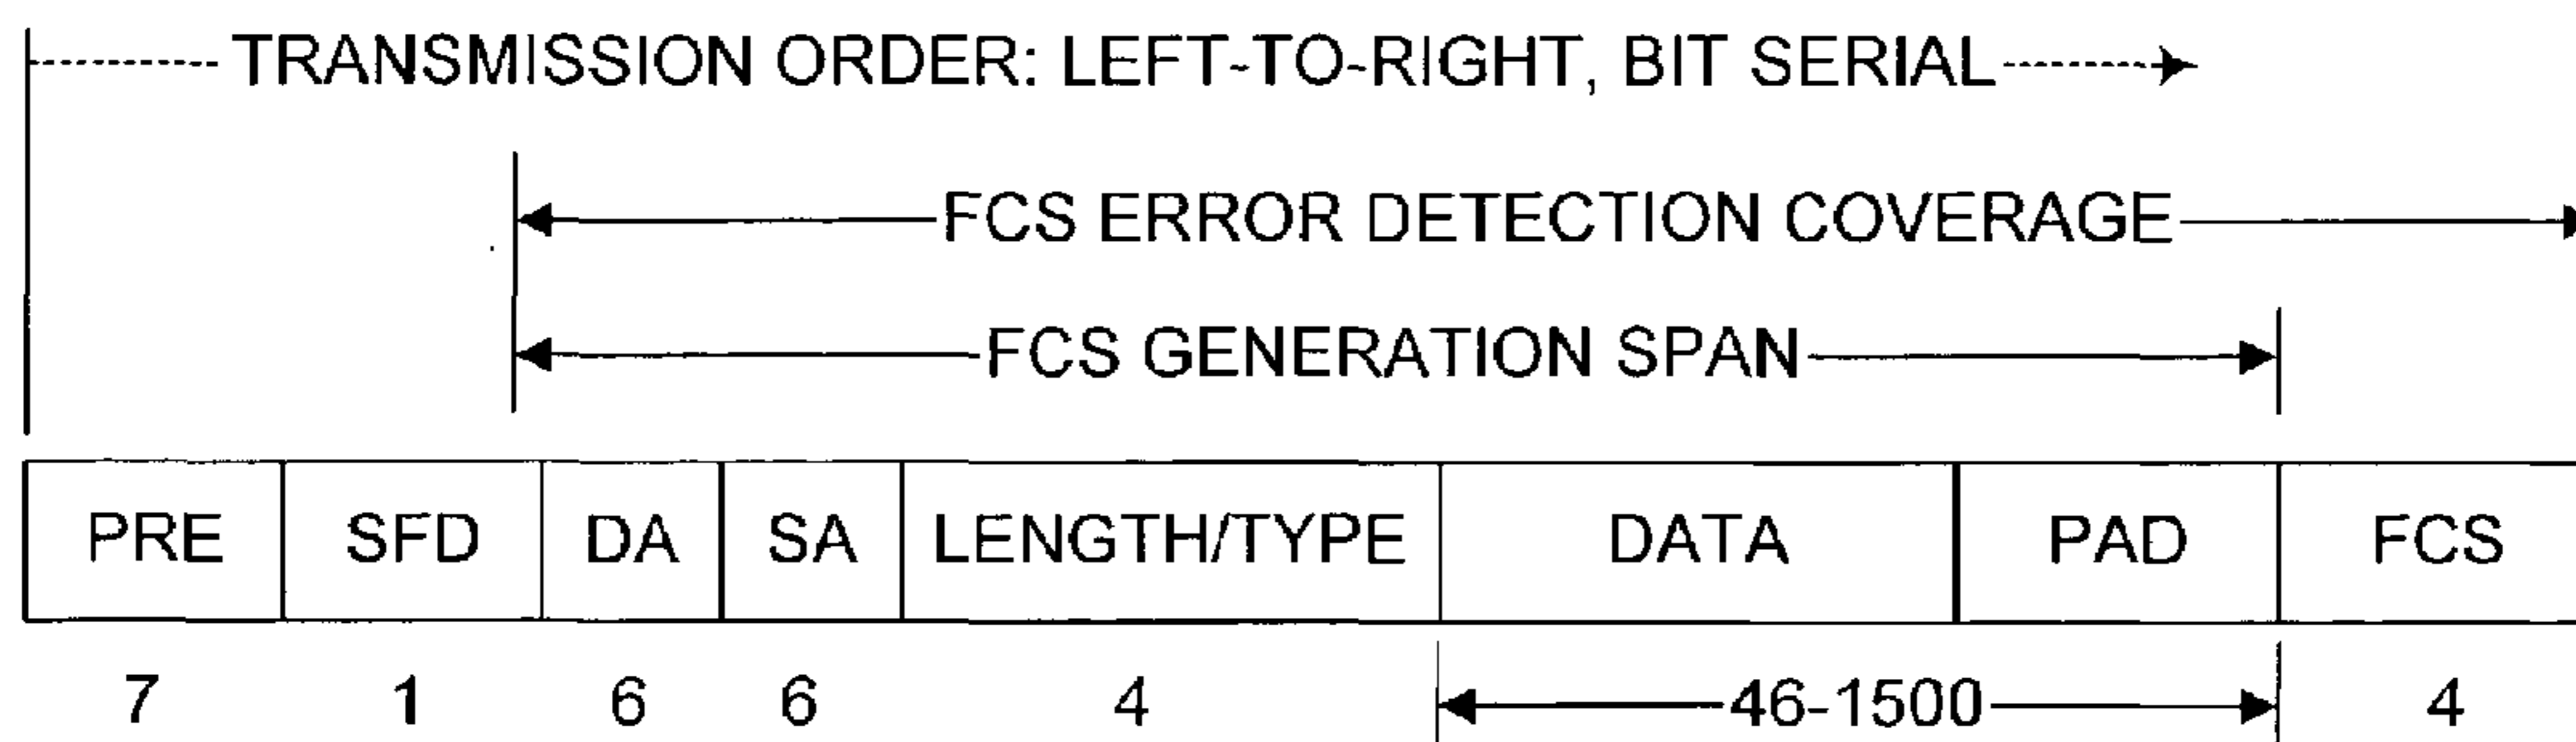 TRANSMISSION ORDER: LEFT-TO-RIGHT, BIT SERIAL
FCS ERROR DETECTION COVERAGE
FCS GENERATION SPAN
PRE SFD DA SA LENGTH/TYPE DATA PAD FCS
7 1 6 6 4 46-1500 4